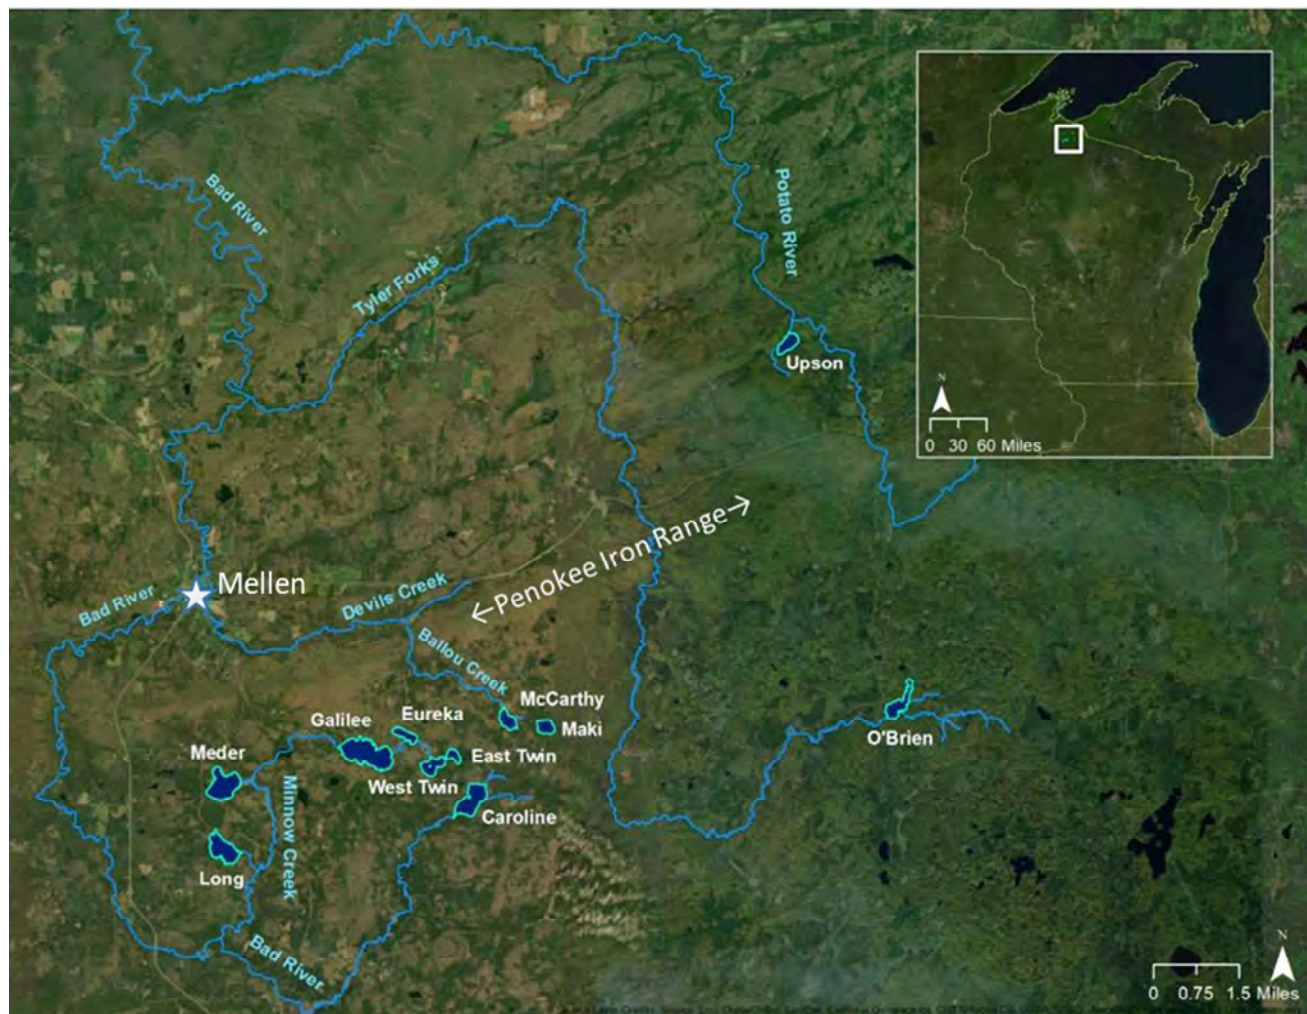 Bad River
Potato River
Tyler Forks
Upson
N
0 30 60 Miles
←Penokee Iron Range→
Mellen
Bad River
Devils Creek
Ballou Creek
McCarthy
Maki
Galilee
Eureka
O'Brien
Meder
East Twin
West Twin
Minnow Creek
Caroline
Long
Bad River
N
0 0.75 1.5 Miles